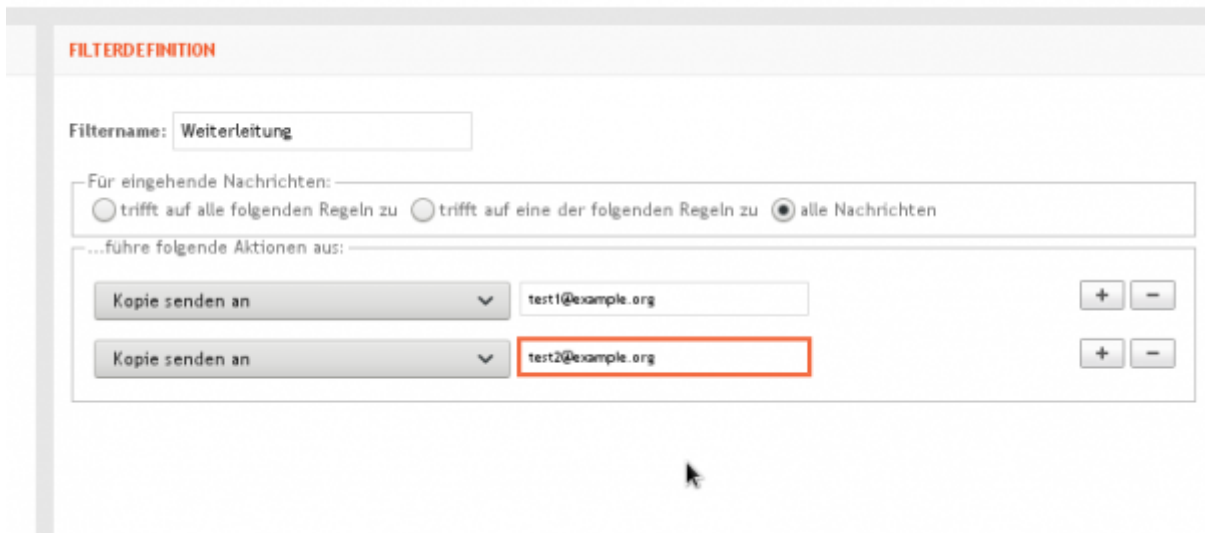 FILTERDEFINITION
Filtername: Weiterleitung
Für eingehende Nachrichten:
trifft auf alle folgenden Regeln zu trifft auf eine der folgenden Regeln zu alle Nachrichten
...führe folgende Aktionen aus:
Kopie senden an test1@example.org + −
Kopie senden an test2@example.org + −